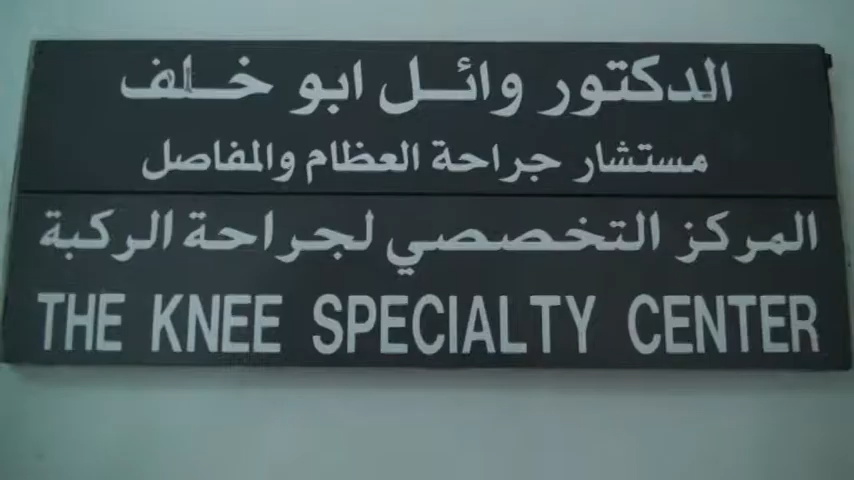 الدكتور وائل ابو خلف
مستشار جراحة العظام والمفاصل
المركز التخصصي لجراحة الركبة
THE KNEE SPECIALTY CENTER